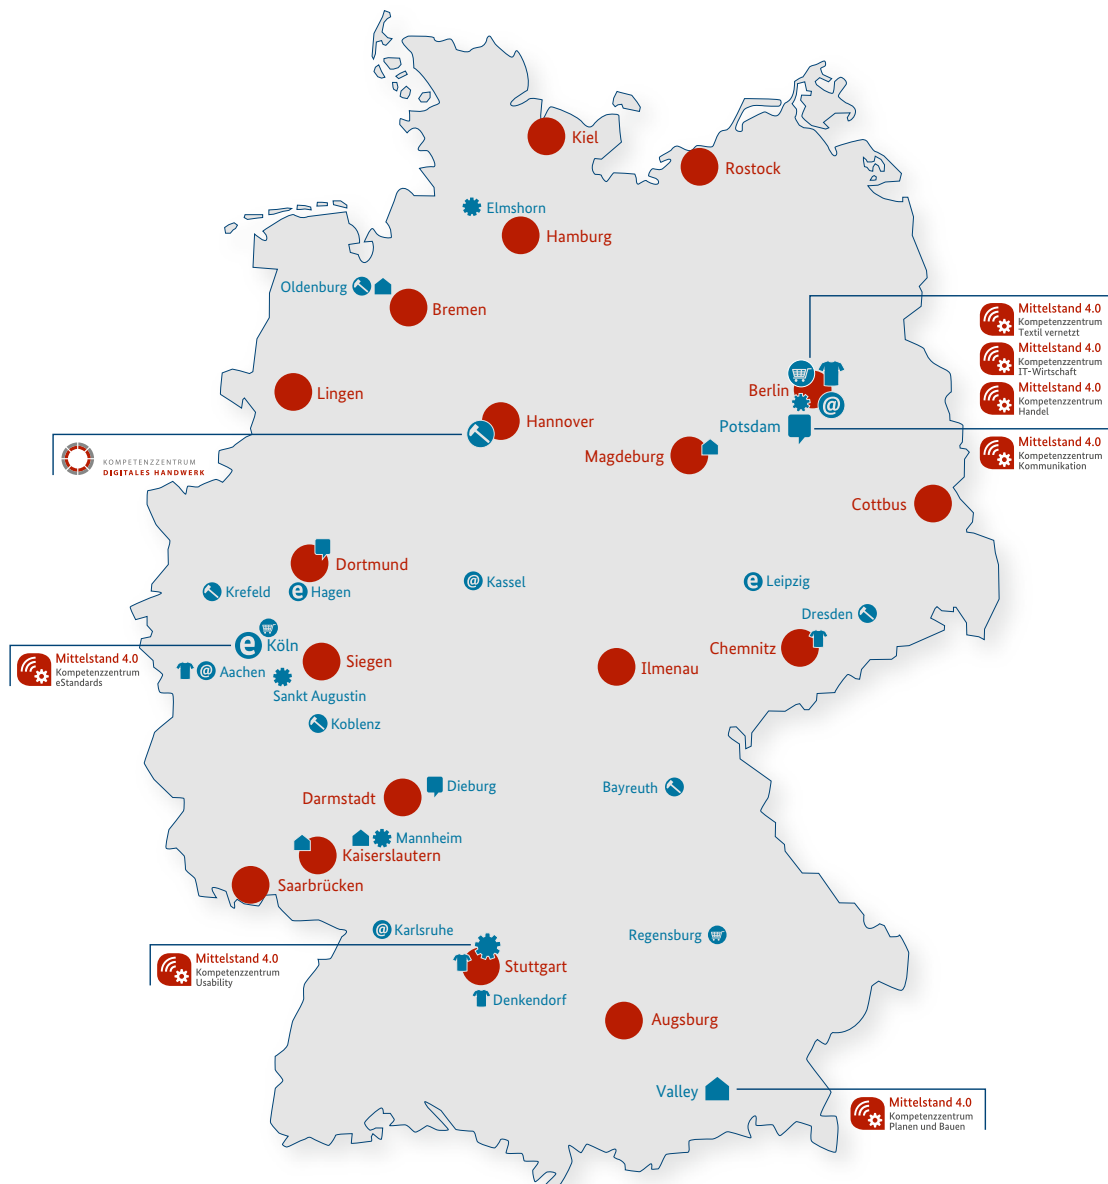 Kiel
Rostock
Elmshorn
Hamburg
Oldenburg
Bremen
Mittelstand 4.0
Kompetenzzentrum
Textil vernetzt
Mittelstand 4.0
Kompetenzzentrum
IT-Wirtschaft
Mittelstand 4.0
Kompetenzzentrum
Handel
Berlin
Lingen
Hannover
Potsdam
Mittelstand 4.0
Kompetenzzentrum
Kommunikation
Magdeburg
KOMPETENZZENTRUM
DIGITALES HANDWERK
Cottbus
Dortmund
Kassel
Leipzig
Krefeld
e Hagen
Dresden
e Köln
Chemnitz
Mittelstand 4.0
Kompetenzzentrum
eStandards
Siegen
Ilmenau
@ Aachen
Sankt Augustin
Koblenz
Dieburg
Bayreuth
Darmstadt
Mannheim
Kaiserslautern
Saarbrücken
@ Karlsruhe
Regensburg
Mittelstand 4.0
Kompetenzzentrum
Usability
Stuttgart
Denkendorf
Augsburg
Valley
Mittelstand 4.0
Kompetenzzentrum
Planen und Bauen